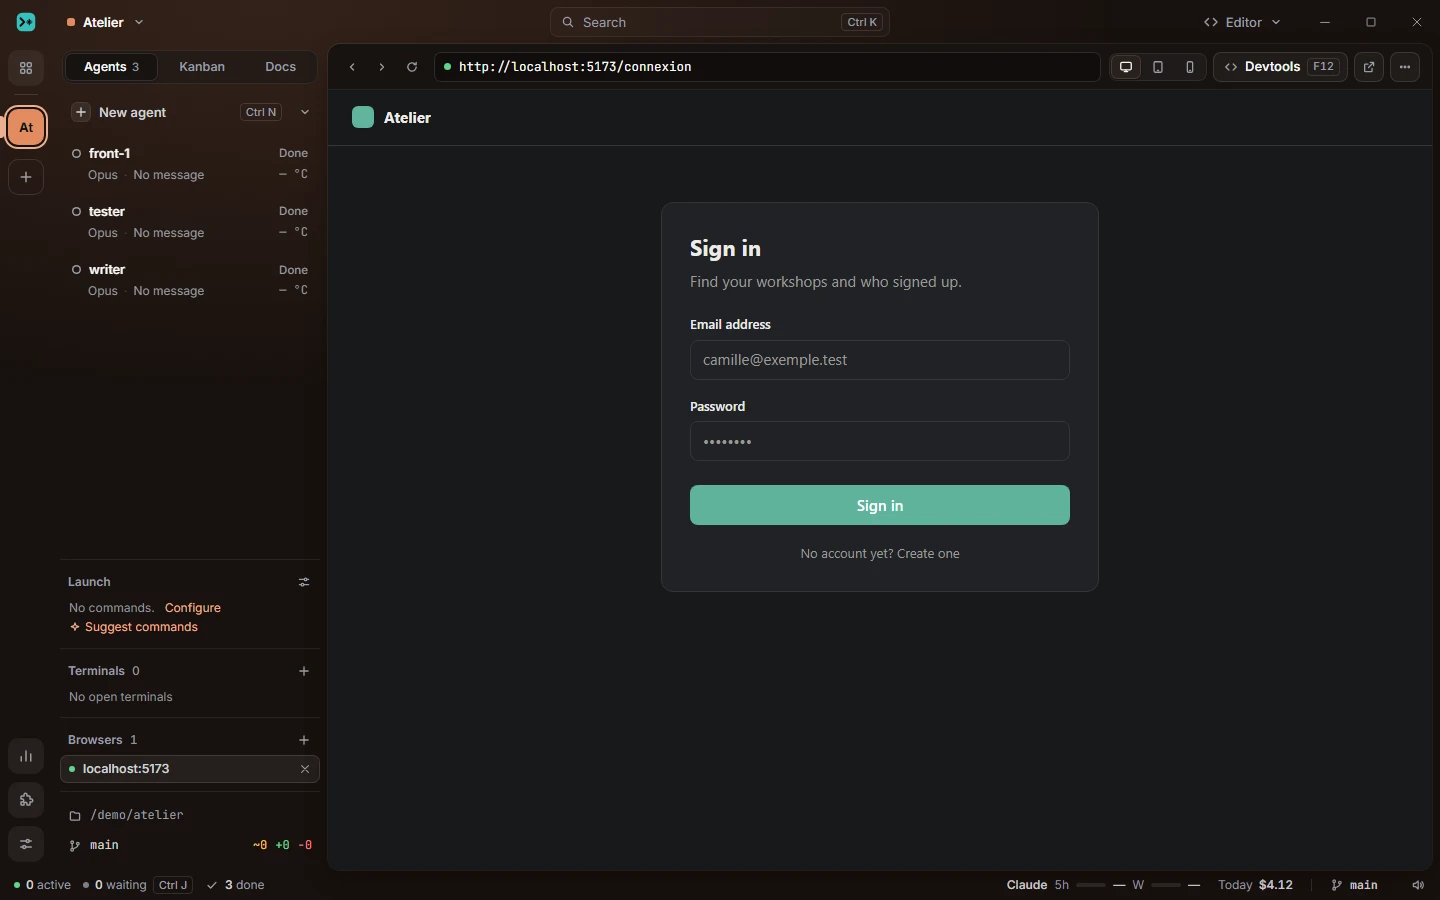 Atelier
Search
Ctrl K
Editor
Agents 3
Kanban
Docs
http://localhost:5173/connexion
Devtools F12
At
New agent
Ctrl N
front-1
Done
Opus · No message
— °C
tester
Done
Opus · No message
— °C
writer
Done
Opus · No message
— °C
Launch
No commands. Configure
Suggest commands
Terminals 0
No open terminals
Browsers 1
localhost:5173
/demo/atelier
main
~0 +0 -0
Atelier
Sign in
Find your workshops and who signed up.
Email address
camille@exemple.test
Password
••••••••
Sign in
No account yet? Create one
0 active
0 waiting
Ctrl J
3 done
Claude 5h — W —
Today $4.12
main